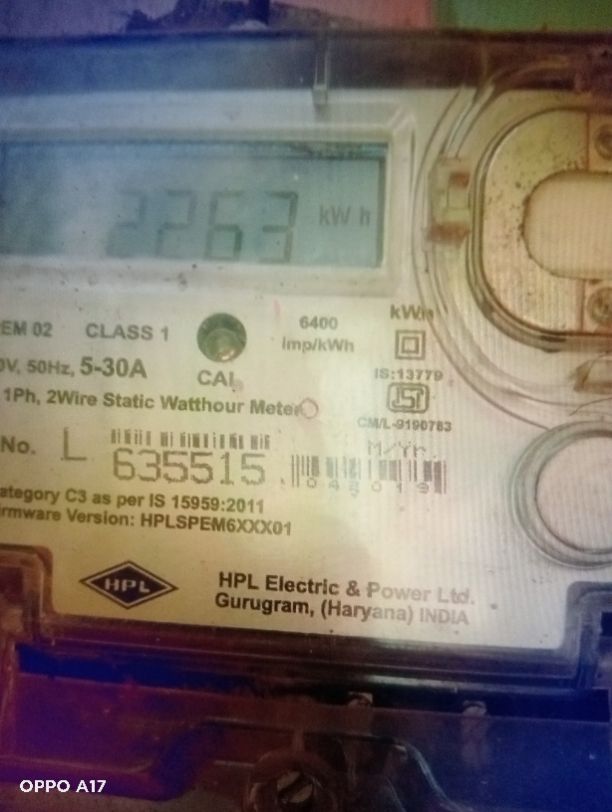 2263 kWh
EM 02 CLASS 1
6400
imp/kWh
kWh
0V, 50Hz, 5-30A
CAL
IS:13779
1Ph, 2Wire Static Watthour Meter
CM/L-9190783
No. L 635515
M/Yr.
042019
ategory C3 as per IS 15959:2011
irmware Version: HPLSPEM6XXX01
HPL
HPL Electric & Power Ltd.
Gurugram, (Haryana) INDIA
OPPO A17